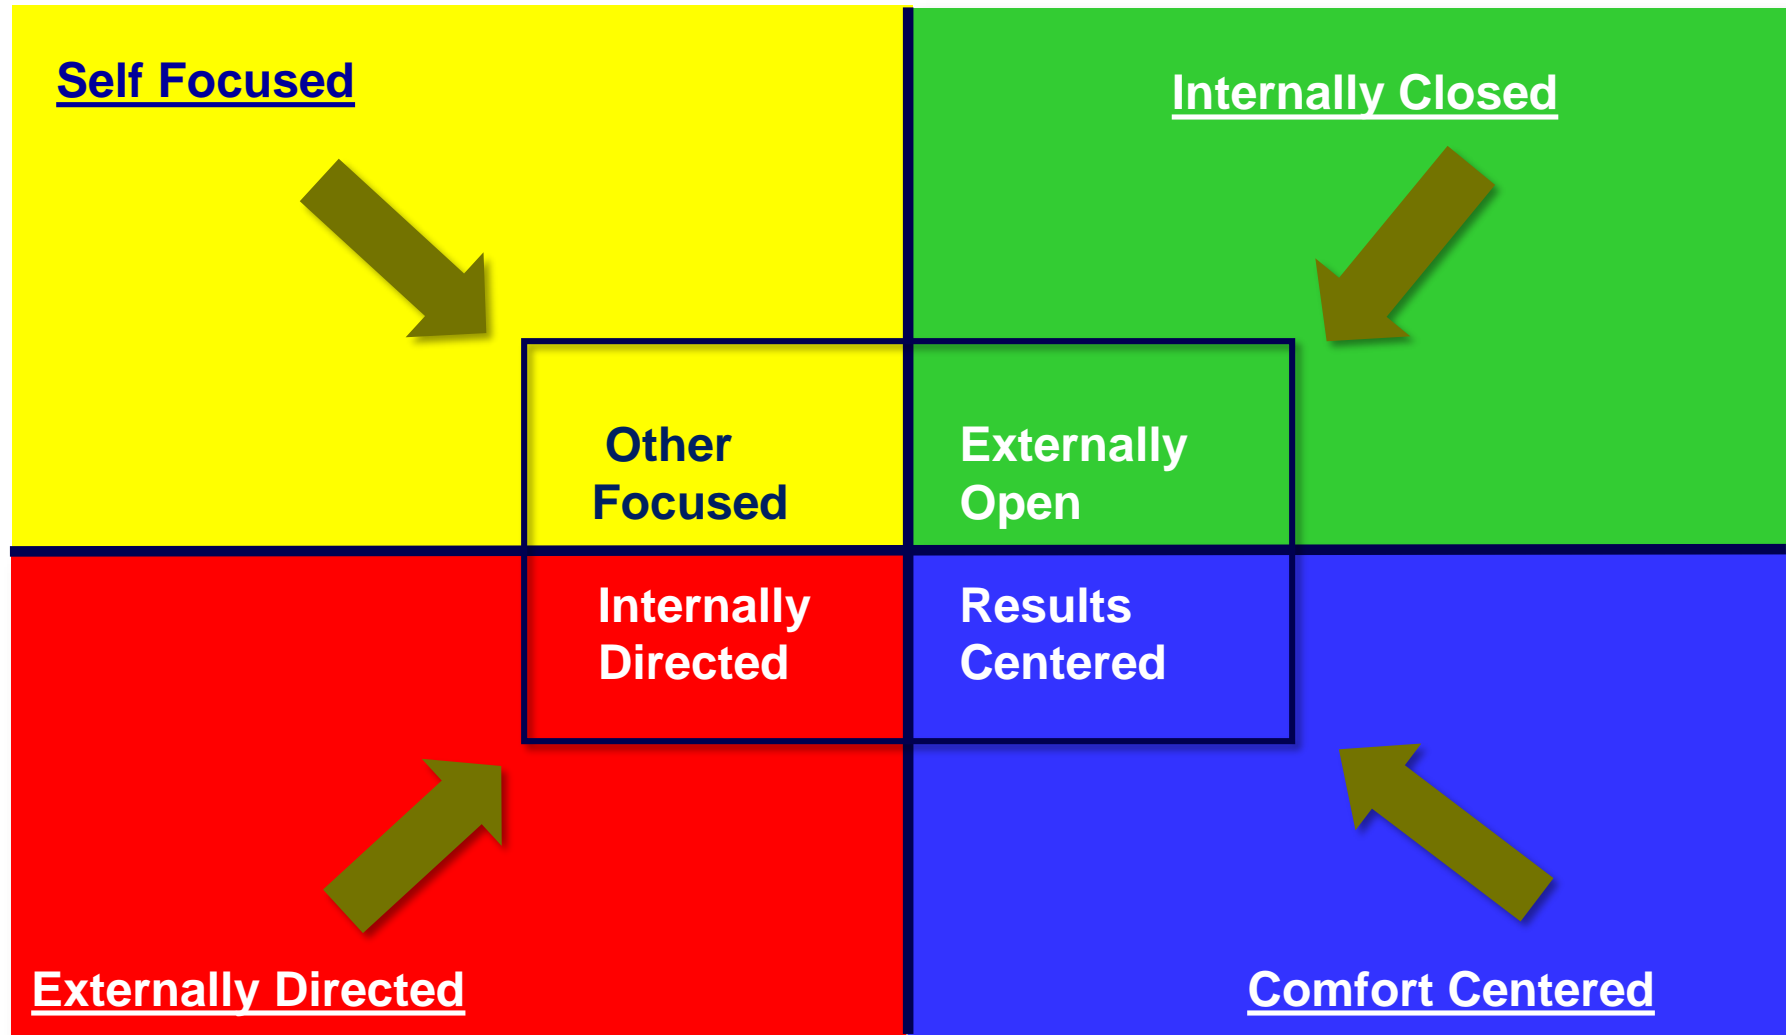 Self Focused
Internally Closed
Other
Focused
Externally
Open
Internally
Directed
Results
Centered
Externally Directed
Comfort Centered